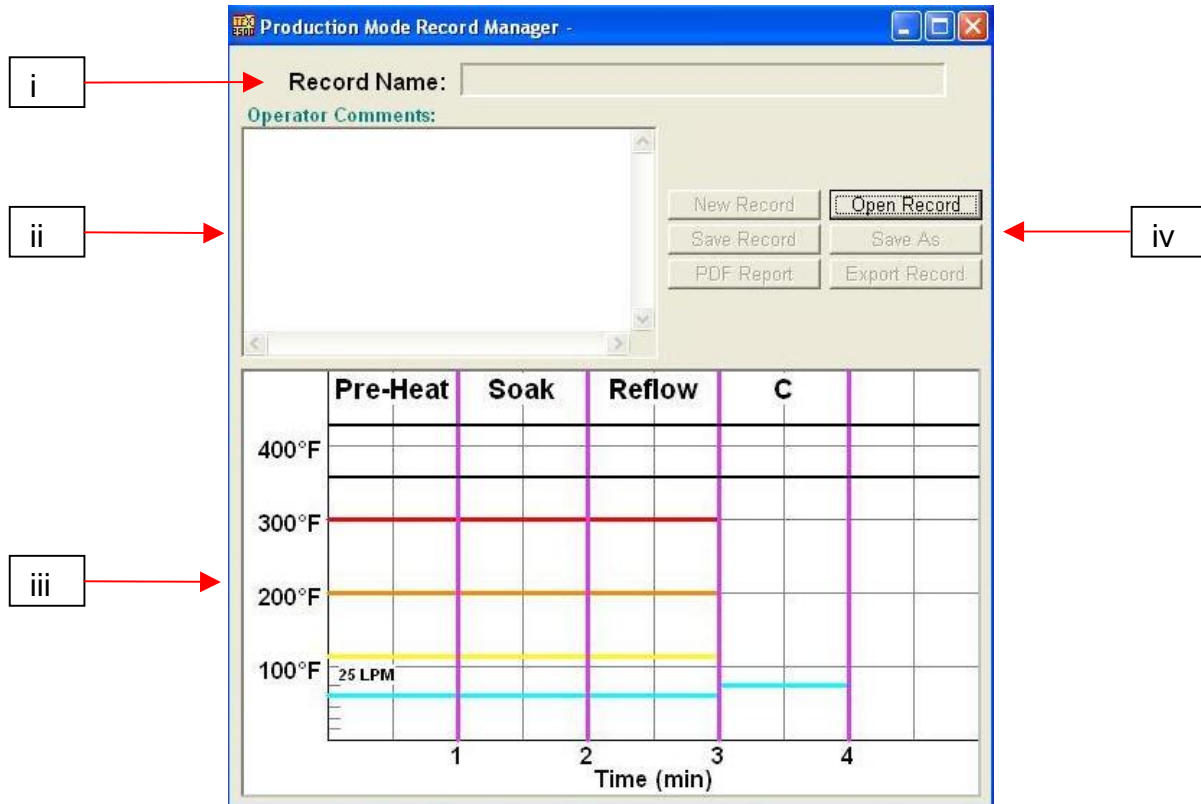 TFX
3500
Production Mode Record Manager -
i
Record Name:
Operator Comments:
ii
New Record
Open Record
iv
Save Record
Save As
PDF Report
Export Record
Pre-Heat
Soak
Reflow
C
400°F
300°F
iii
200°F
100°F
25 LPM
1
2
3
4
Time (min)